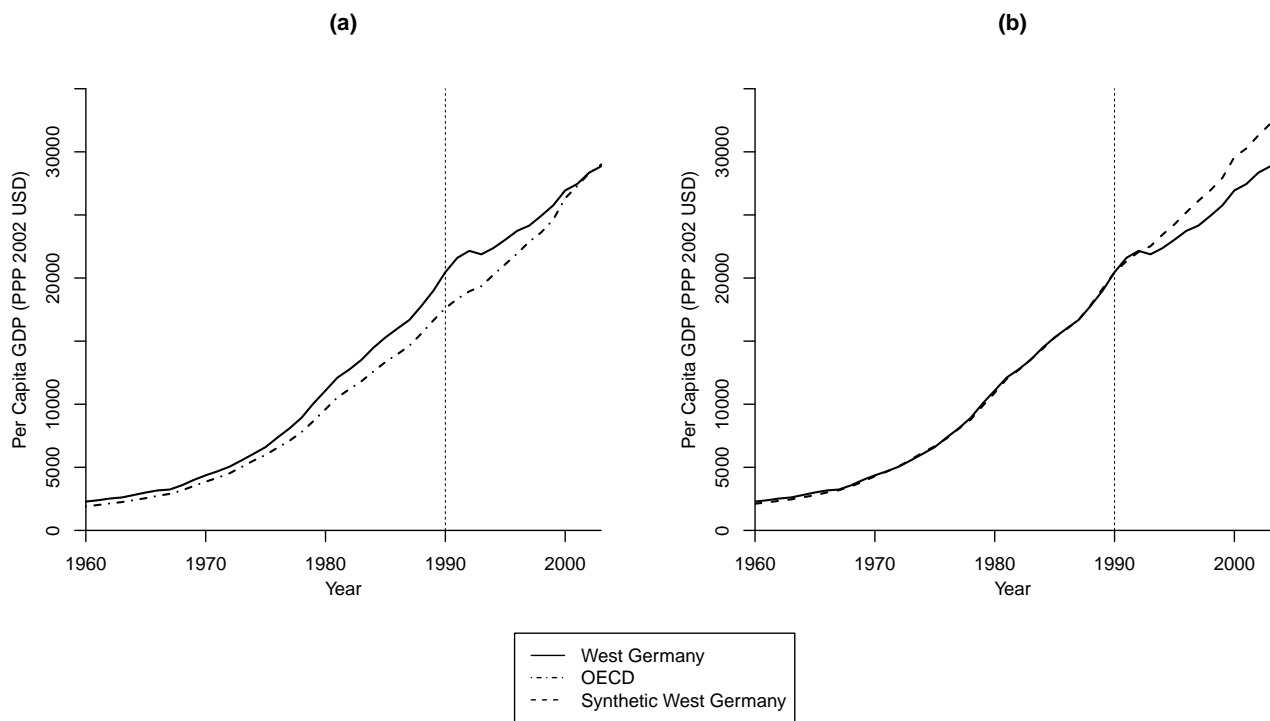 (a)
Per Capita GDP (PPP 2002 USD)
30000
20000
10000
5000
0
1960
1970
1980
1990
2000
Year
(b)
Per Capita GDP (PPP 2002 USD)
30000
20000
10000
5000
0
1960
1970
1980
1990
2000
Year
West Germany
OECD
Synthetic West Germany